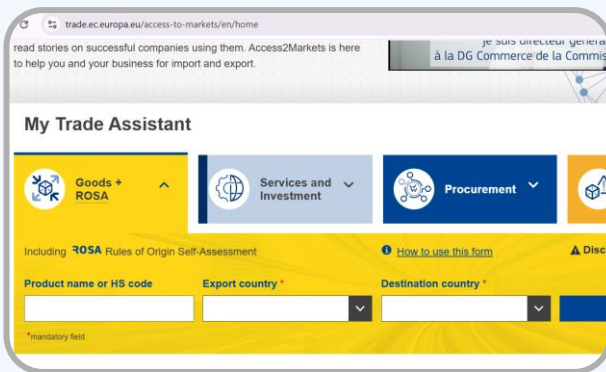 trade.ec.europa.eu/access-to-markets/en/home
read stories on successful companies using them. Access2Markets is here
to help you and your business for import and export.
je suis directeur
à la DG Commerce de la
My Trade Assistant
Goods +
ROSA
Services and
Investment
Procurement
Including ROSA Rules of Origin Self-Assessment
How to use this form
Product name or HS code
Export country *
Destination country *
*mandatory field